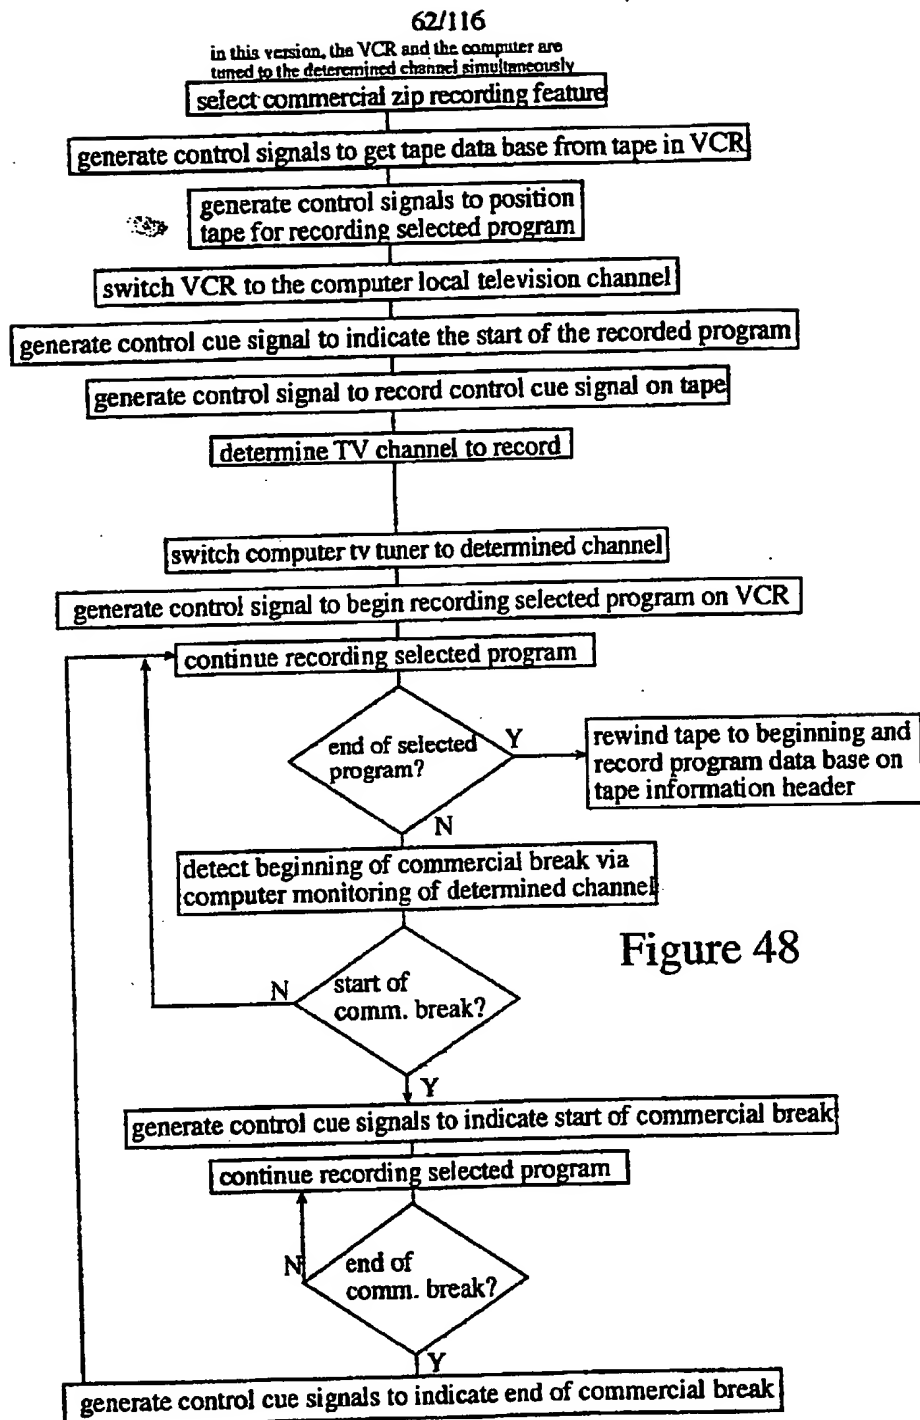 62/116
in this version, the VCR and the computer are
tuned to the deteremined channel simultaneously
select commercial zip recording feature
generate control signals to get tape data base from tape in VCR
generate control signals to position
tape for recording selected program
switch VCR to the computer local television channel
generate control cue signal to indicate the start of the recorded program
generate control signal to record control cue signal on tape
determine TV channel to record
switch computer tv tuner to determined channel
generate control signal to begin recording selected program on VCR
continue recording selected program
end of selected
program?
Y
rewind tape to beginning and
record program data base on
tape information header
N
detect beginning of commercial break via
computer monitoring of determined channel
Figure 48
N
start of
comm. break?
Y
generate control cue signals to indicate start of commercial break
continue recording selected program
N
end of
comm. break?
Y
generate control cue signals to indicate end of commercial break